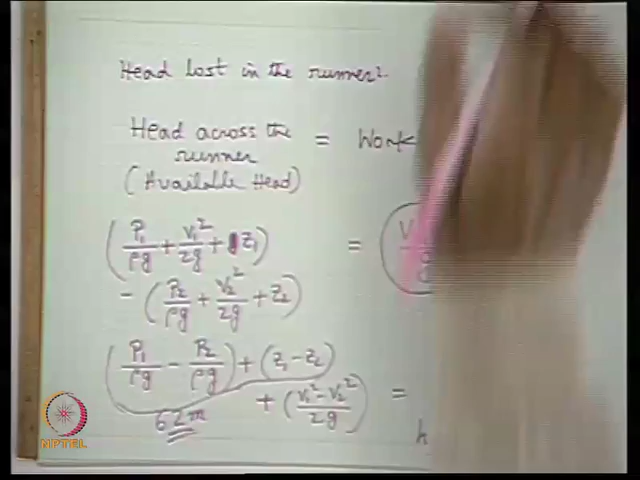 Head lost in the runner?
Head across the = Work
runner
(Available Head)
(P₁/ρg + V₁²/2g + Z₁) =
- (P₂/ρg + V₂²/2g + Z₂)
(P₁/ρg - P₂/ρg) + (Z₁ - Z₂)
+ (V₁² - V₂²/2g) =
62m
h
NPTEL